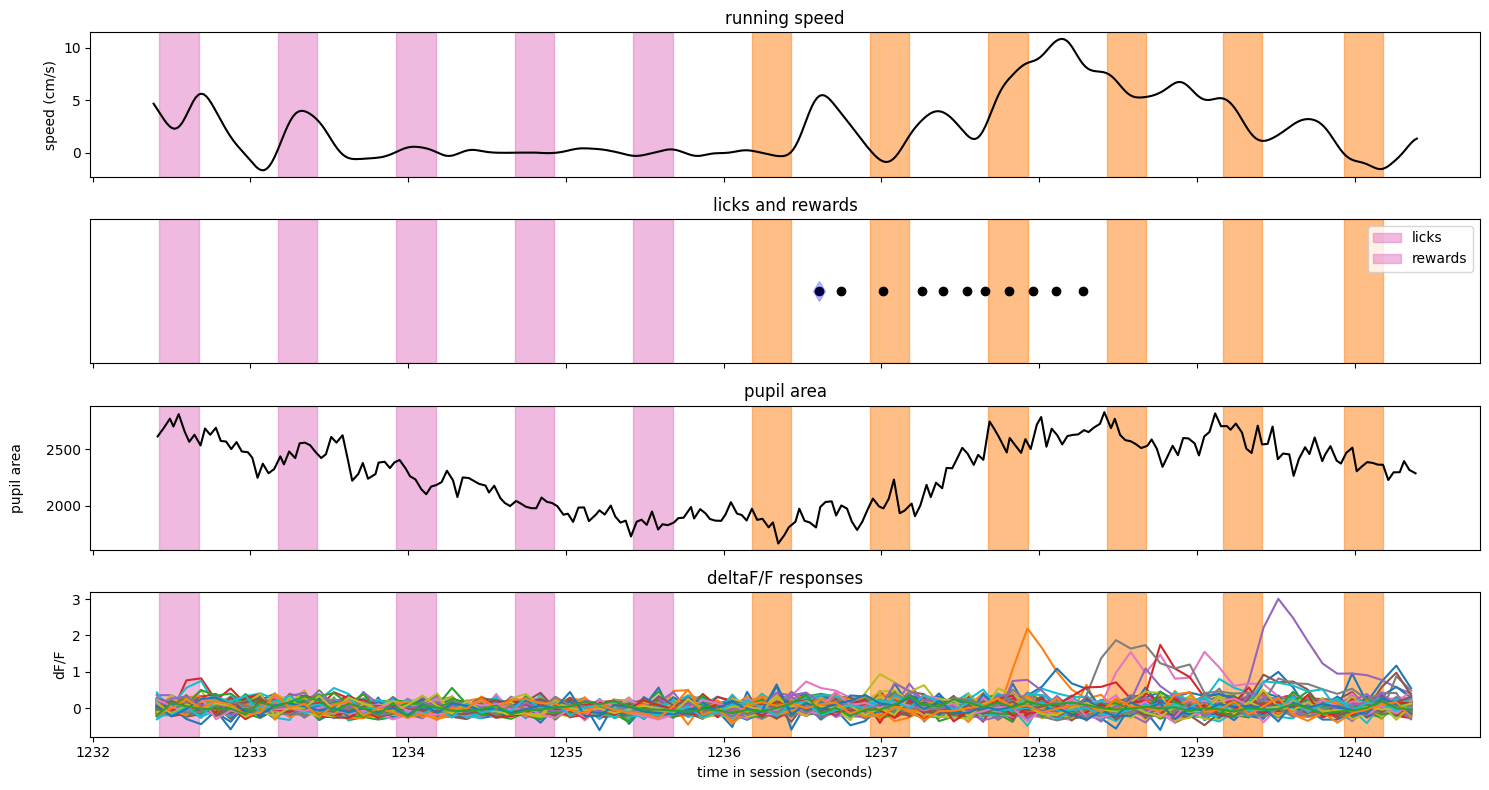 running speed
10
5
0
speed (cm/s)
licks and rewards
licks
rewards
pupil area
2500
2000
pupil area
deltaF/F responses
3
2
1
0
dF/F
1232 1233 1234 1235 1236 1237 1238 1239 1240
time in session (seconds)